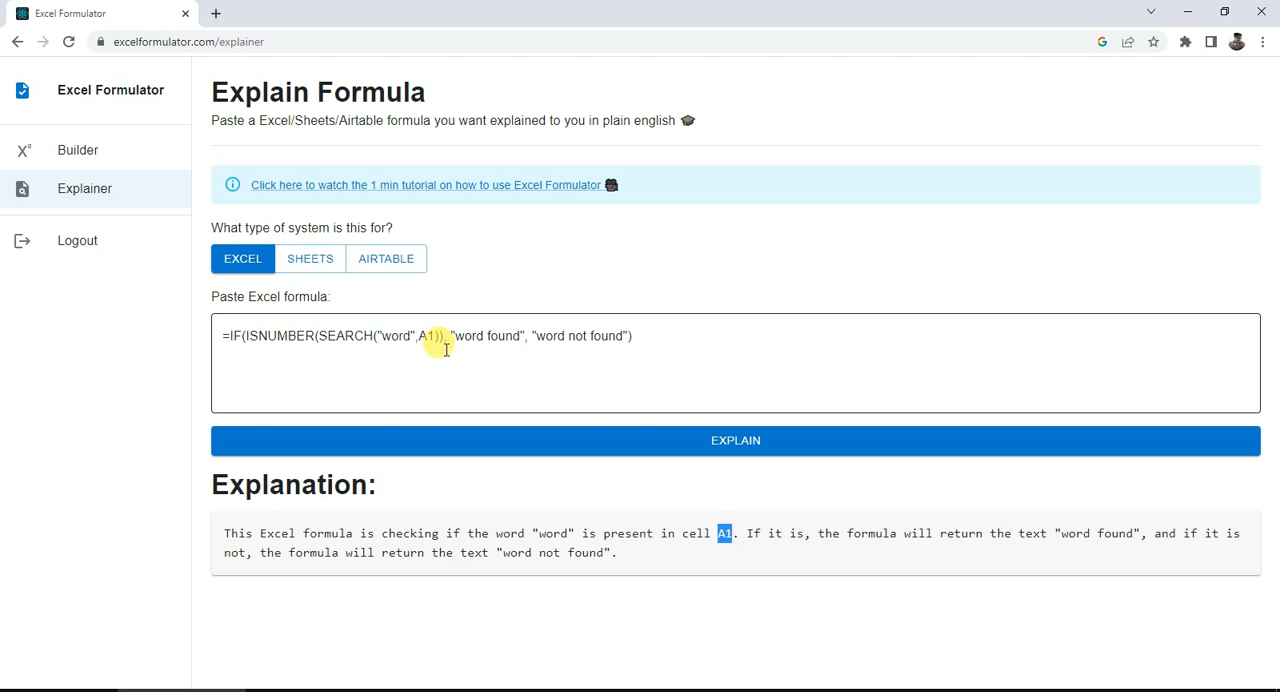 Excel Formulator
excelformulator.com/explainer
Excel Formulator
Builder
Explainer
Logout
Explain Formula
Paste a Excel/Sheets/Airtable formula you want explained to you in plain english
Click here to watch the 1 min tutorial on how to use Excel Formulator
What type of system is this for?
EXCEL SHEETS AIRTABLE
Paste Excel formula:
=IF(ISNUMBER(SEARCH("word",A1)), "word found", "word not found")
EXPLAIN
Explanation:
This Excel formula is checking if the word "word" is present in cell A1. If it is, the formula will return the text "word found", and if it is
not, the formula will return the text "word not found".